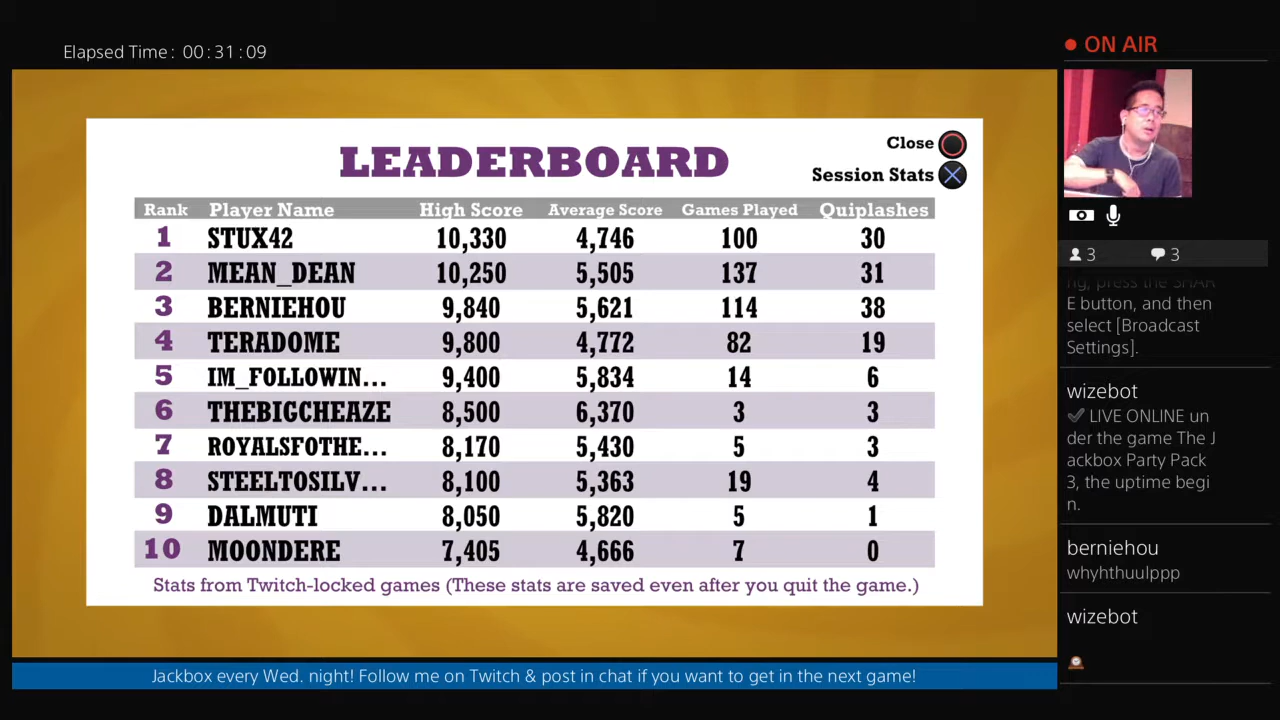 Elapsed Time: 00:31:09
ON AIR
LEADERBOARD
Close
Session Stats
Rank Player Name High Score Average Score Games Played Quiplashes
1 STUX42 10,330 4,746 100 30
2 MEAN_DEAN 10,250 5,505 137 31
3 BERNIEHOU 9,840 5,621 114 38
4 TERADOME 9,800 4,772 82 19
5 IM_FOLLOWIN... 9,400 5,834 14 6
6 THEBIGCHEAZE 8,500 6,370 3 3
7 ROYALSFOTHE... 8,170 5,430 5 3
8 STEELTOSILV... 8,100 5,363 19 4
9 DALMUTI 8,050 5,820 5 1
10 MOONDERE 7,405 4,666 7 0
Stats from Twitch-locked games (These stats are saved even after you quit the game.)
Jackbox every Wed. night! Follow me on Twitch & post in chat if you want to get in the next game!
3 3
ng, press the SHAR
E button, and then
select [Broadcast
Settings].
wizebot
✔ LIVE ONLINE un
der the game The J
ackbox Party Pack
3, the uptime begi
n.
berniehou
whyhthuulppp
wizebot